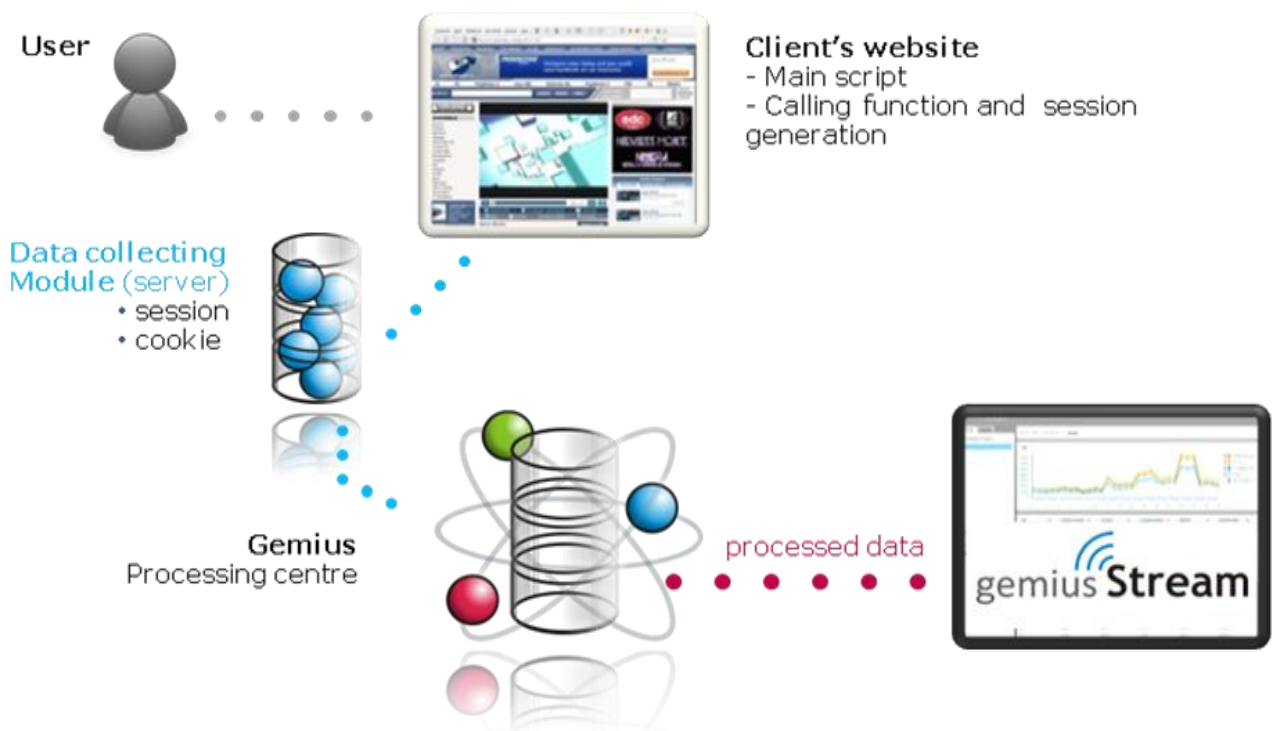 User
Client's website
- Main script
- Calling function and session
generation
edc
Data collecting
Module (server)
• session
• cookie
Gemius
Processing centre
processed data
gemius Stream